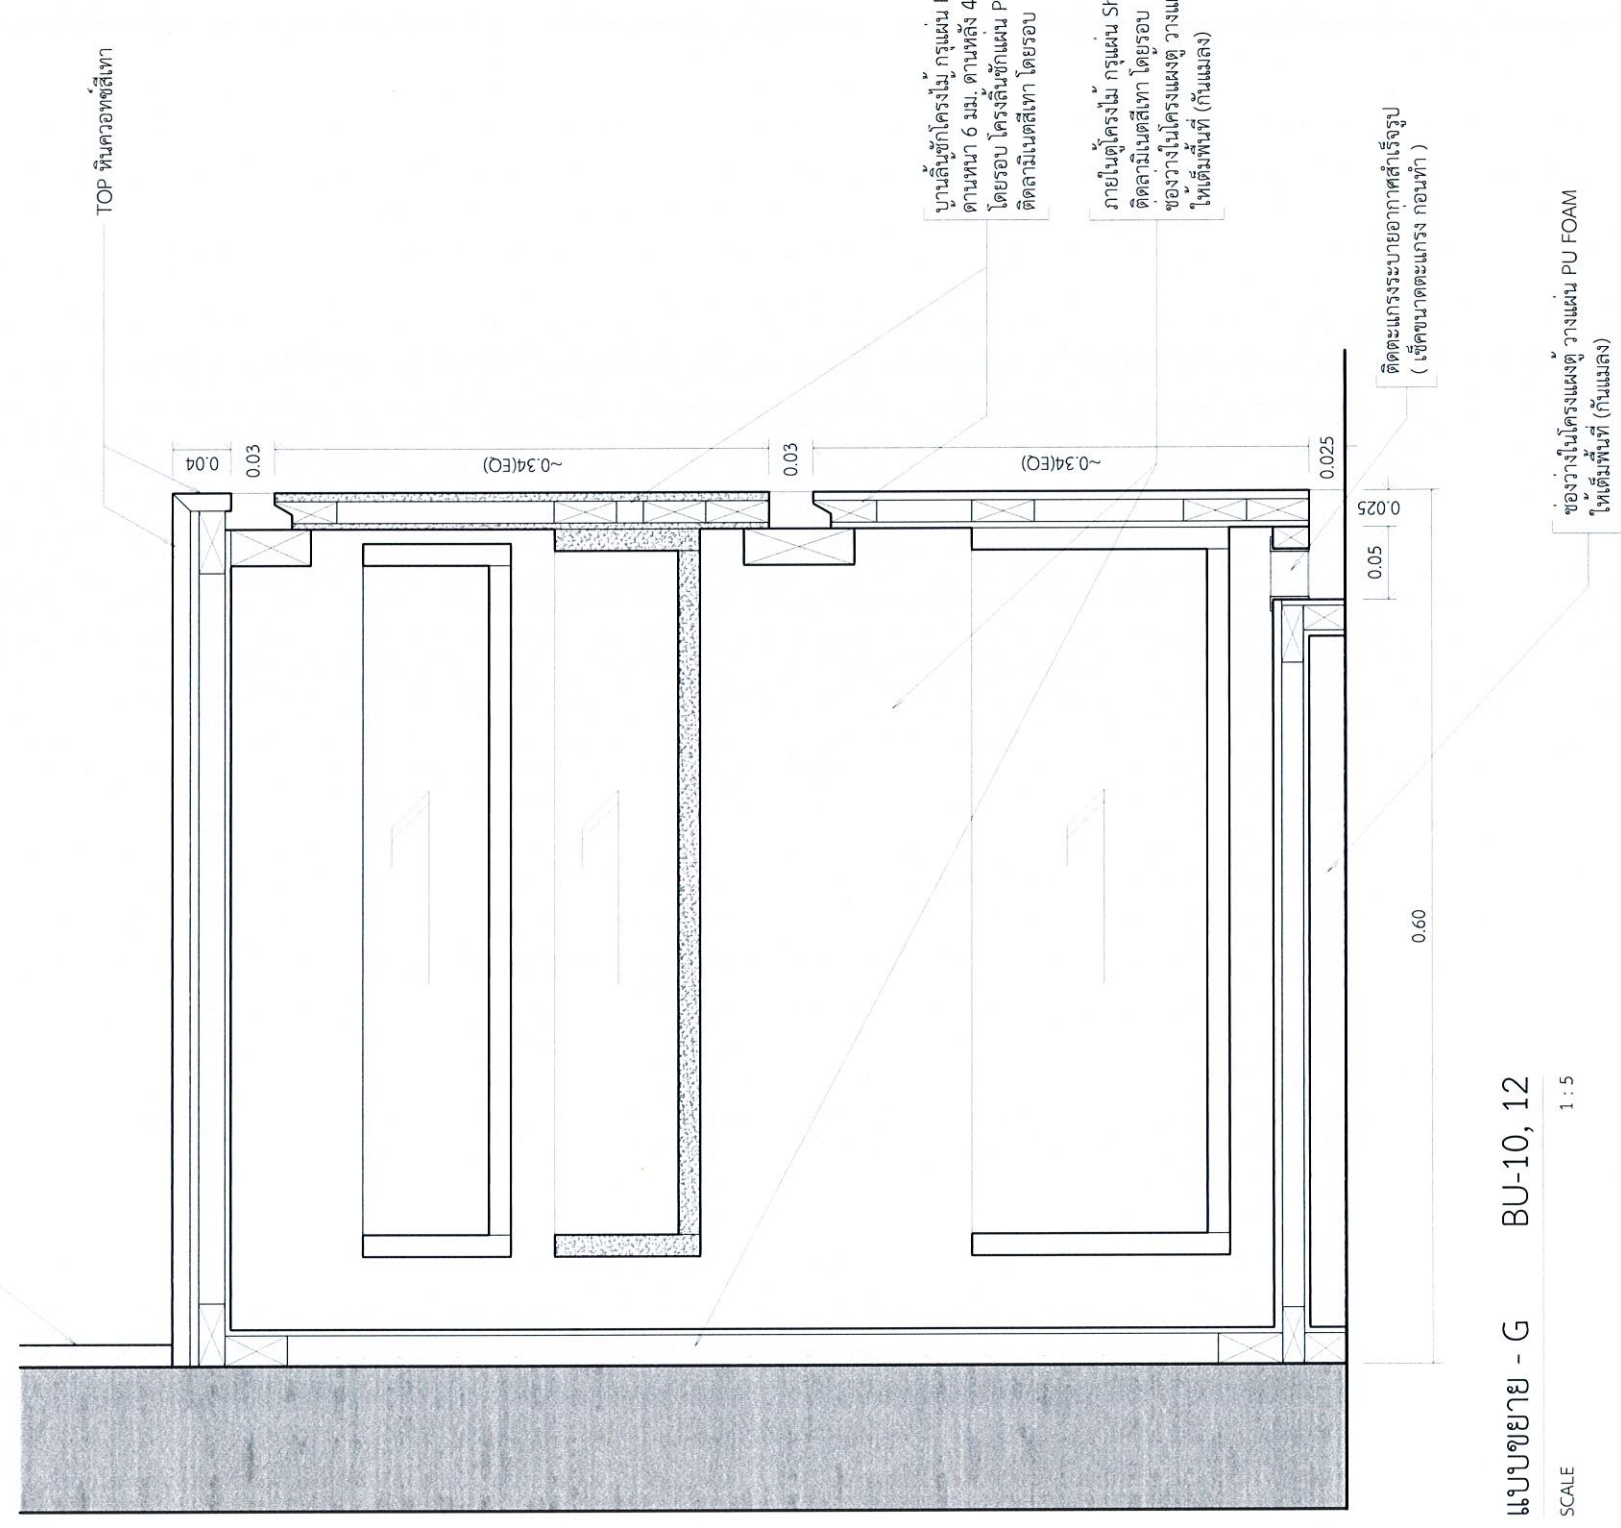 TOP หินควอทซ์สีเทา
บานลิ้นชักโครงไม้ กรุแผ่น
ด้านหนา 6 มม. ด้านหลัง 4
โดยรอบ โครงลิ้นชักแผ่น P
ติดลามิเนตสีเทา โดยรอบ
ภายในตู้โครงไม้ กรุแผ่น SH
ติดลามิเนตสีเทา โดยรอบ
ช่องว่างในโครงแผงตู้ วางแผ่
ให้เต็มพื้นที่ (กันแมลง)
ติดตะแกรงระบายอากาศสำเร็จรูป
( เช็คขนาดตะแกรง ก่อนทำ )
ช่องว่างในโครงแผงตู้ วางแผ่น PU FOAM
ให้เต็มพื้นที่ (กันแมลง)
0.04
0.03
~0.34(EQ)
0.03
~0.34(EQ)
0.025
0.025
0.05
0.60
แบบขยาย - G BU-10, 12
SCALE 1 : 5